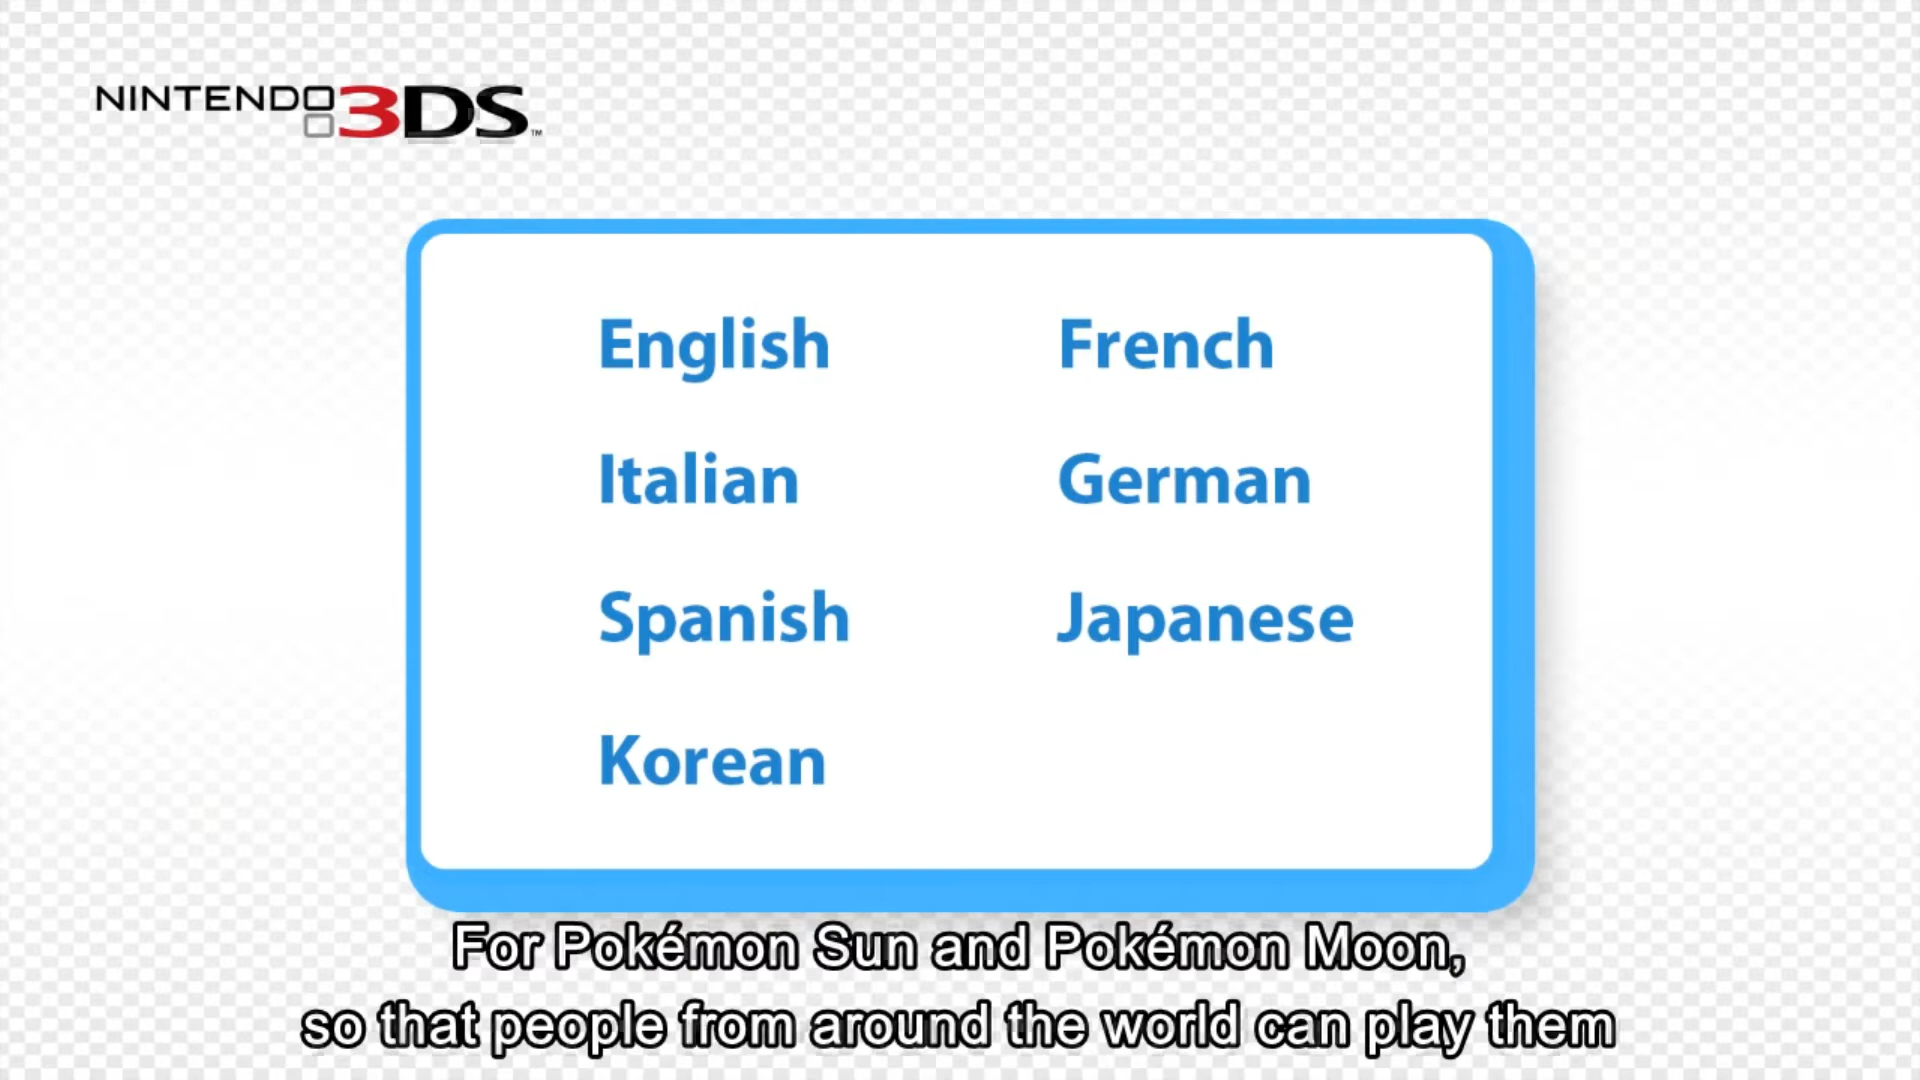 NINTENDO 3DS™
English French
Italian German
Spanish Japanese
Korean
For Pokémon Sun and Pokémon Moon,
so that people from around the world can play them